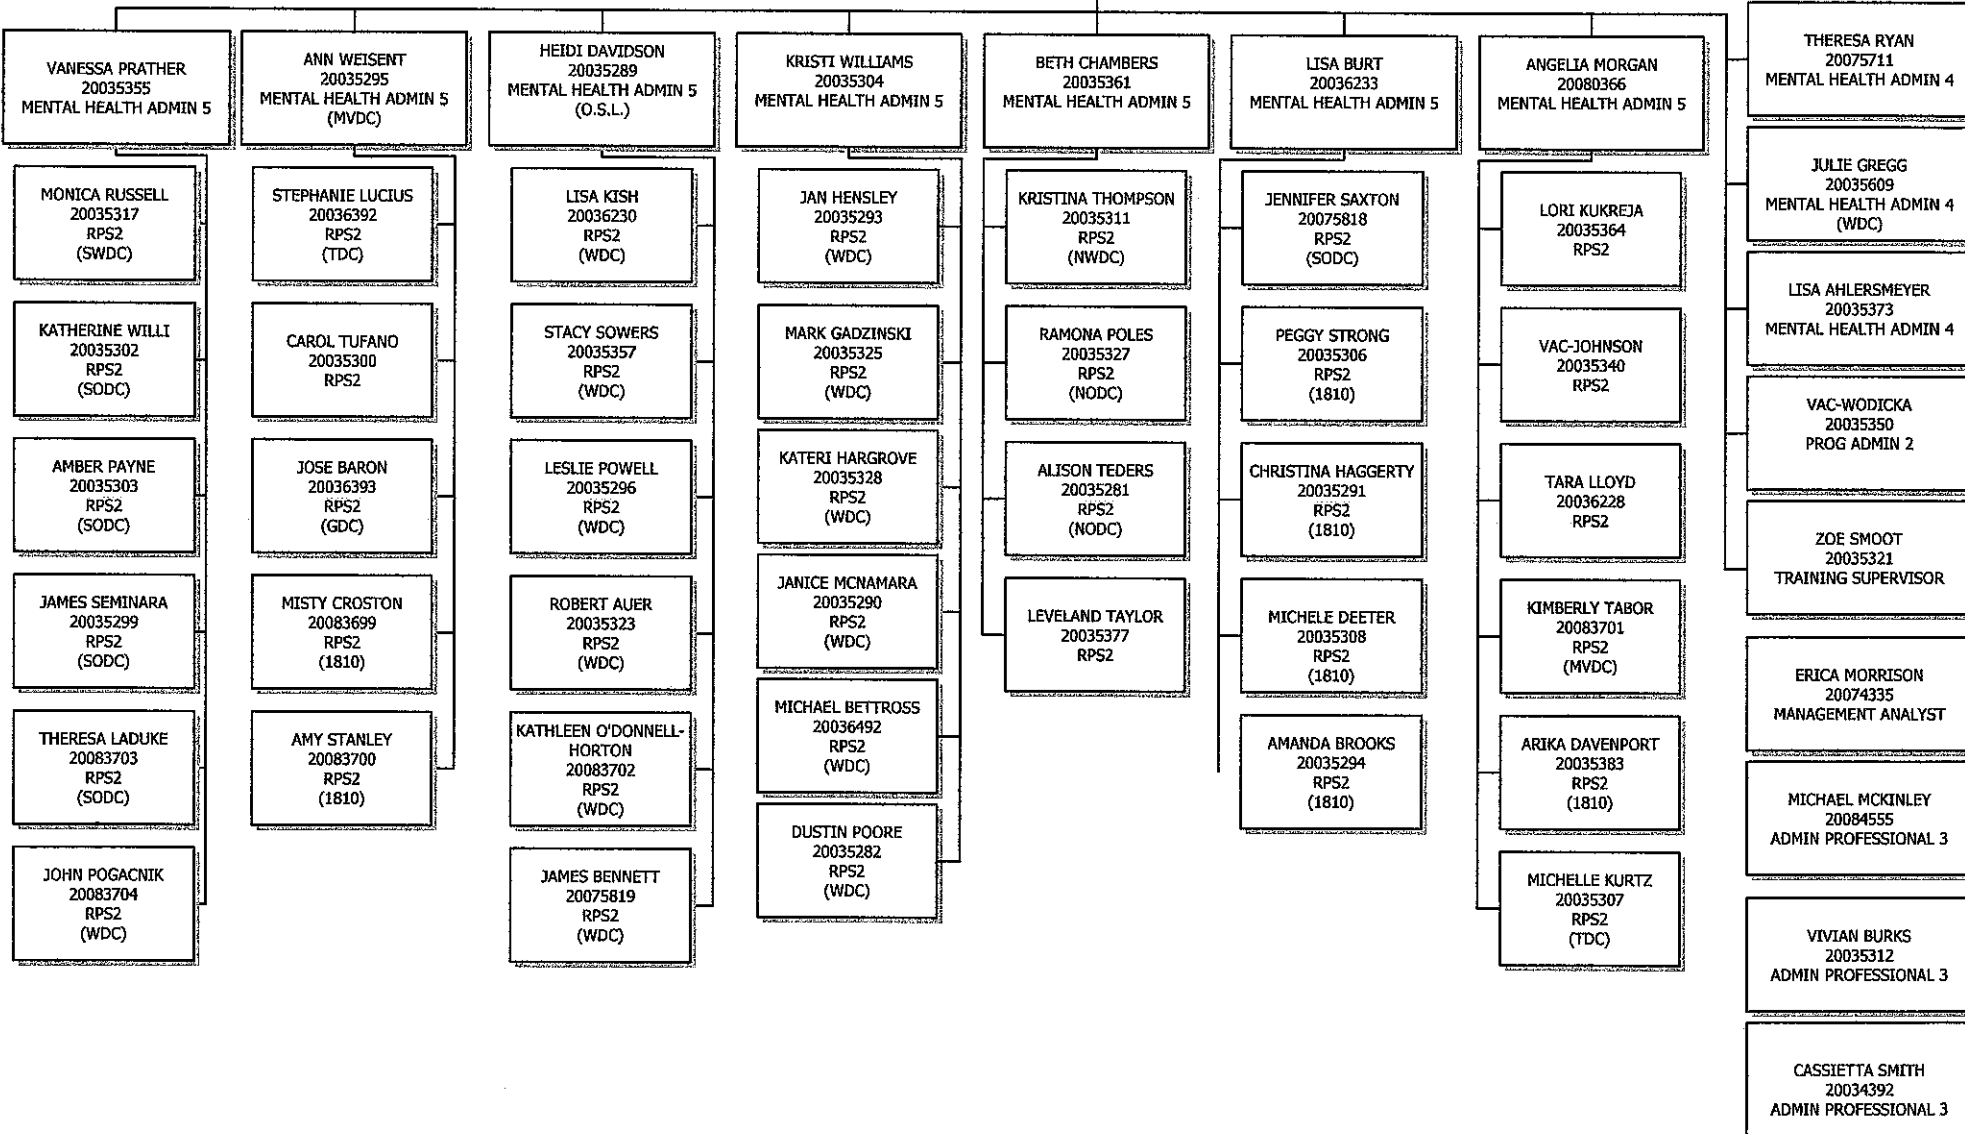 VANESSA PRATHER
20035355
MENTAL HEALTH ADMIN 5
MONICA RUSSELL
20035317
RPS2
(SWDC)
KATHERINE WILLI
20035302
RPS2
(SODC)
AMBER PAYNE
20035303
RPS2
(SODC)
JAMES SEMINARA
20035299
RPS2
(SODC)
THERESA LADUKE
20083703
RPS2
(SODC)
JOHN POGACNIK
20083704
RPS2
(WDC)
ANN WEISENT
20035295
MENTAL HEALTH ADMIN 5
(MVDC)
STEPHANIE LUCIUS
20036392
RPS2
(TDC)
CAROL TUFANO
20035300
RPS2
JOSE BARON
20036393
RPS2
(GDC)
MISTY CROSTON
20083699
RPS2
(1810)
AMY STANLEY
20083700
RPS2
(1810)
HEIDI DAVIDSON
20035289
MENTAL HEALTH ADMIN 5
(O.S.L.)
LISA KISH
20036230
RPS2
(WDC)
STACY SOWERS
20035357
RPS2
(WDC)
LESLIE POWELL
20035296
RPS2
(WDC)
ROBERT AUER
20035323
RPS2
(WDC)
KATHLEEN O'DONNELL-
HORTON
20083702
RPS2
(WDC)
JAMES BENNETT
20075819
RPS2
(WDC)
KRISTI WILLIAMS
20035304
MENTAL HEALTH ADMIN 5
JAN HENSLEY
20035293
RPS2
(WDC)
MARK GADZINSKI
20035325
RPS2
(WDC)
KATERI HARGROVE
20035328
RPS2
(WDC)
JANICE MCNAMARA
20035290
RPS2
(WDC)
MICHAEL BETTROSS
20036492
RPS2
(WDC)
DUSTIN POORE
20035282
RPS2
(WDC)
BETH CHAMBERS
20035361
MENTAL HEALTH ADMIN 5
KRISTINA THOMPSON
20035311
RPS2
(NWDC)
RAMONA POLES
20035327
RPS2
(NODC)
ALISON TEDERS
20035281
RPS2
(NODC)
LEVELAND TAYLOR
20035377
RPS2
LISA BURT
20036233
MENTAL HEALTH ADMIN 5
JENNIFER SAXTON
20075818
RPS2
(SODC)
PEGGY STRONG
20035306
RPS2
(1810)
CHRISTINA HAGGERTY
20035291
RPS2
(1810)
MICHELE DEETER
20035308
RPS2
(1810)
AMANDA BROOKS
20035294
RPS2
(1810)
ANGELIA MORGAN
20080366
MENTAL HEALTH ADMIN 5
LORI KUKREJA
20035364
RPS2
VAC-JOHNSON
20035340
RPS2
TARA LLOYD
20036228
RPS2
KIMBERLY TABOR
20083701
RPS2
(MVDC)
ARIKA DAVENPORT
20035383
RPS2
(1810)
MICHELLE KURTZ
20035307
RPS2
(TDC)
THERESA RYAN
20075711
MENTAL HEALTH ADMIN 4
JULIE GREGG
20035609
MENTAL HEALTH ADMIN 4
(WDC)
LISA AHLERSMEYER
20035373
MENTAL HEALTH ADMIN 4
VAC-WODICKA
20035350
PROG ADMIN 2
ZOE SMOOT
20035321
TRAINING SUPERVISOR
ERICA MORRISON
20074335
MANAGEMENT ANALYST
MICHAEL MCKINLEY
20084555
ADMIN PROFESSIONAL 3
VIVIAN BURKS
20035312
ADMIN PROFESSIONAL 3
CASSIETTA SMITH
20034392
ADMIN PROFESSIONAL 3